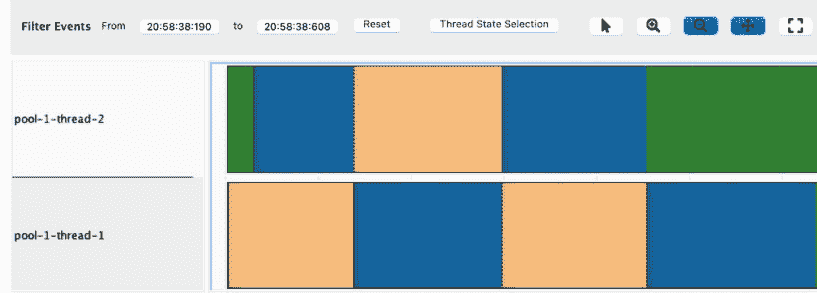 Filter Events From 20:58:38:190 to 20:58:38:608 Reset Thread State Selection
pool-1-thread-2
pool-1-thread-1